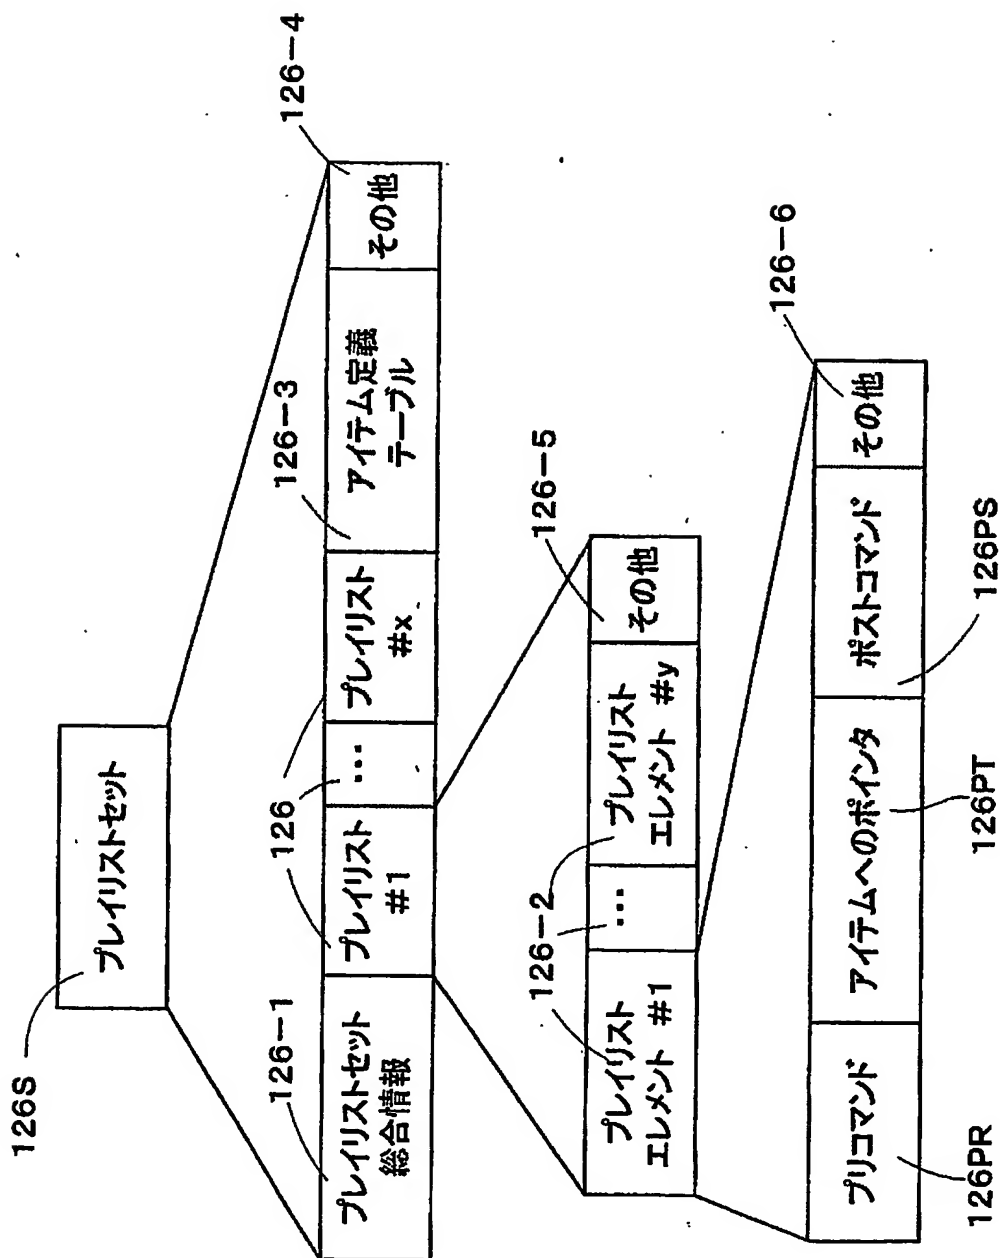 126S
プレイリストセット
126-1
126
126-3
126-4
プレイリストセット
総合情報
プレイリスト
#1
...
プレイリスト
#x
アイテム定義
テーブル
その他
126-2
126-5
プレイリスト
エレメント #1
...
プレイリスト
エレメント #y
その他
126-6
プリコマンド
アイテムへのポインタ
ポストコマンド
その他
126PR
126PT
126PS